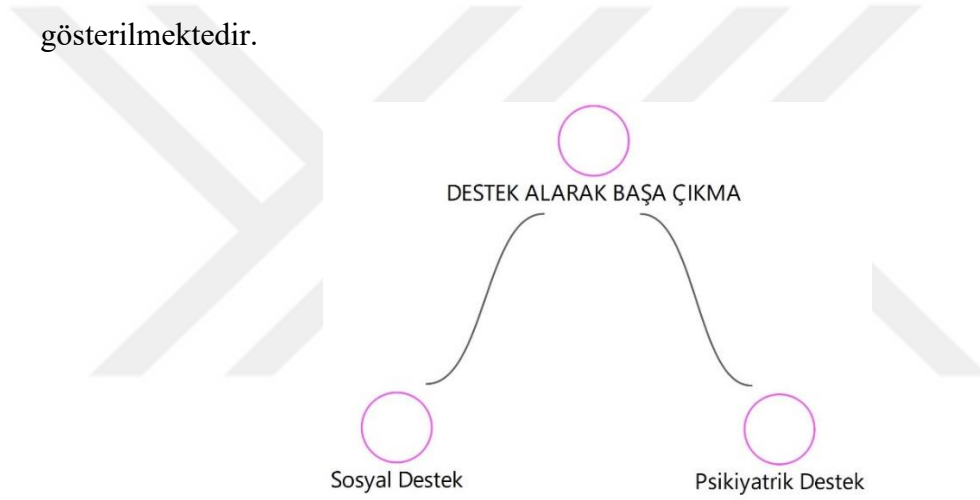 gösterilmektedir.
DESTEK ALARAK BAŞA ÇIKMA
Sosyal Destek
Psikiyatrik Destek